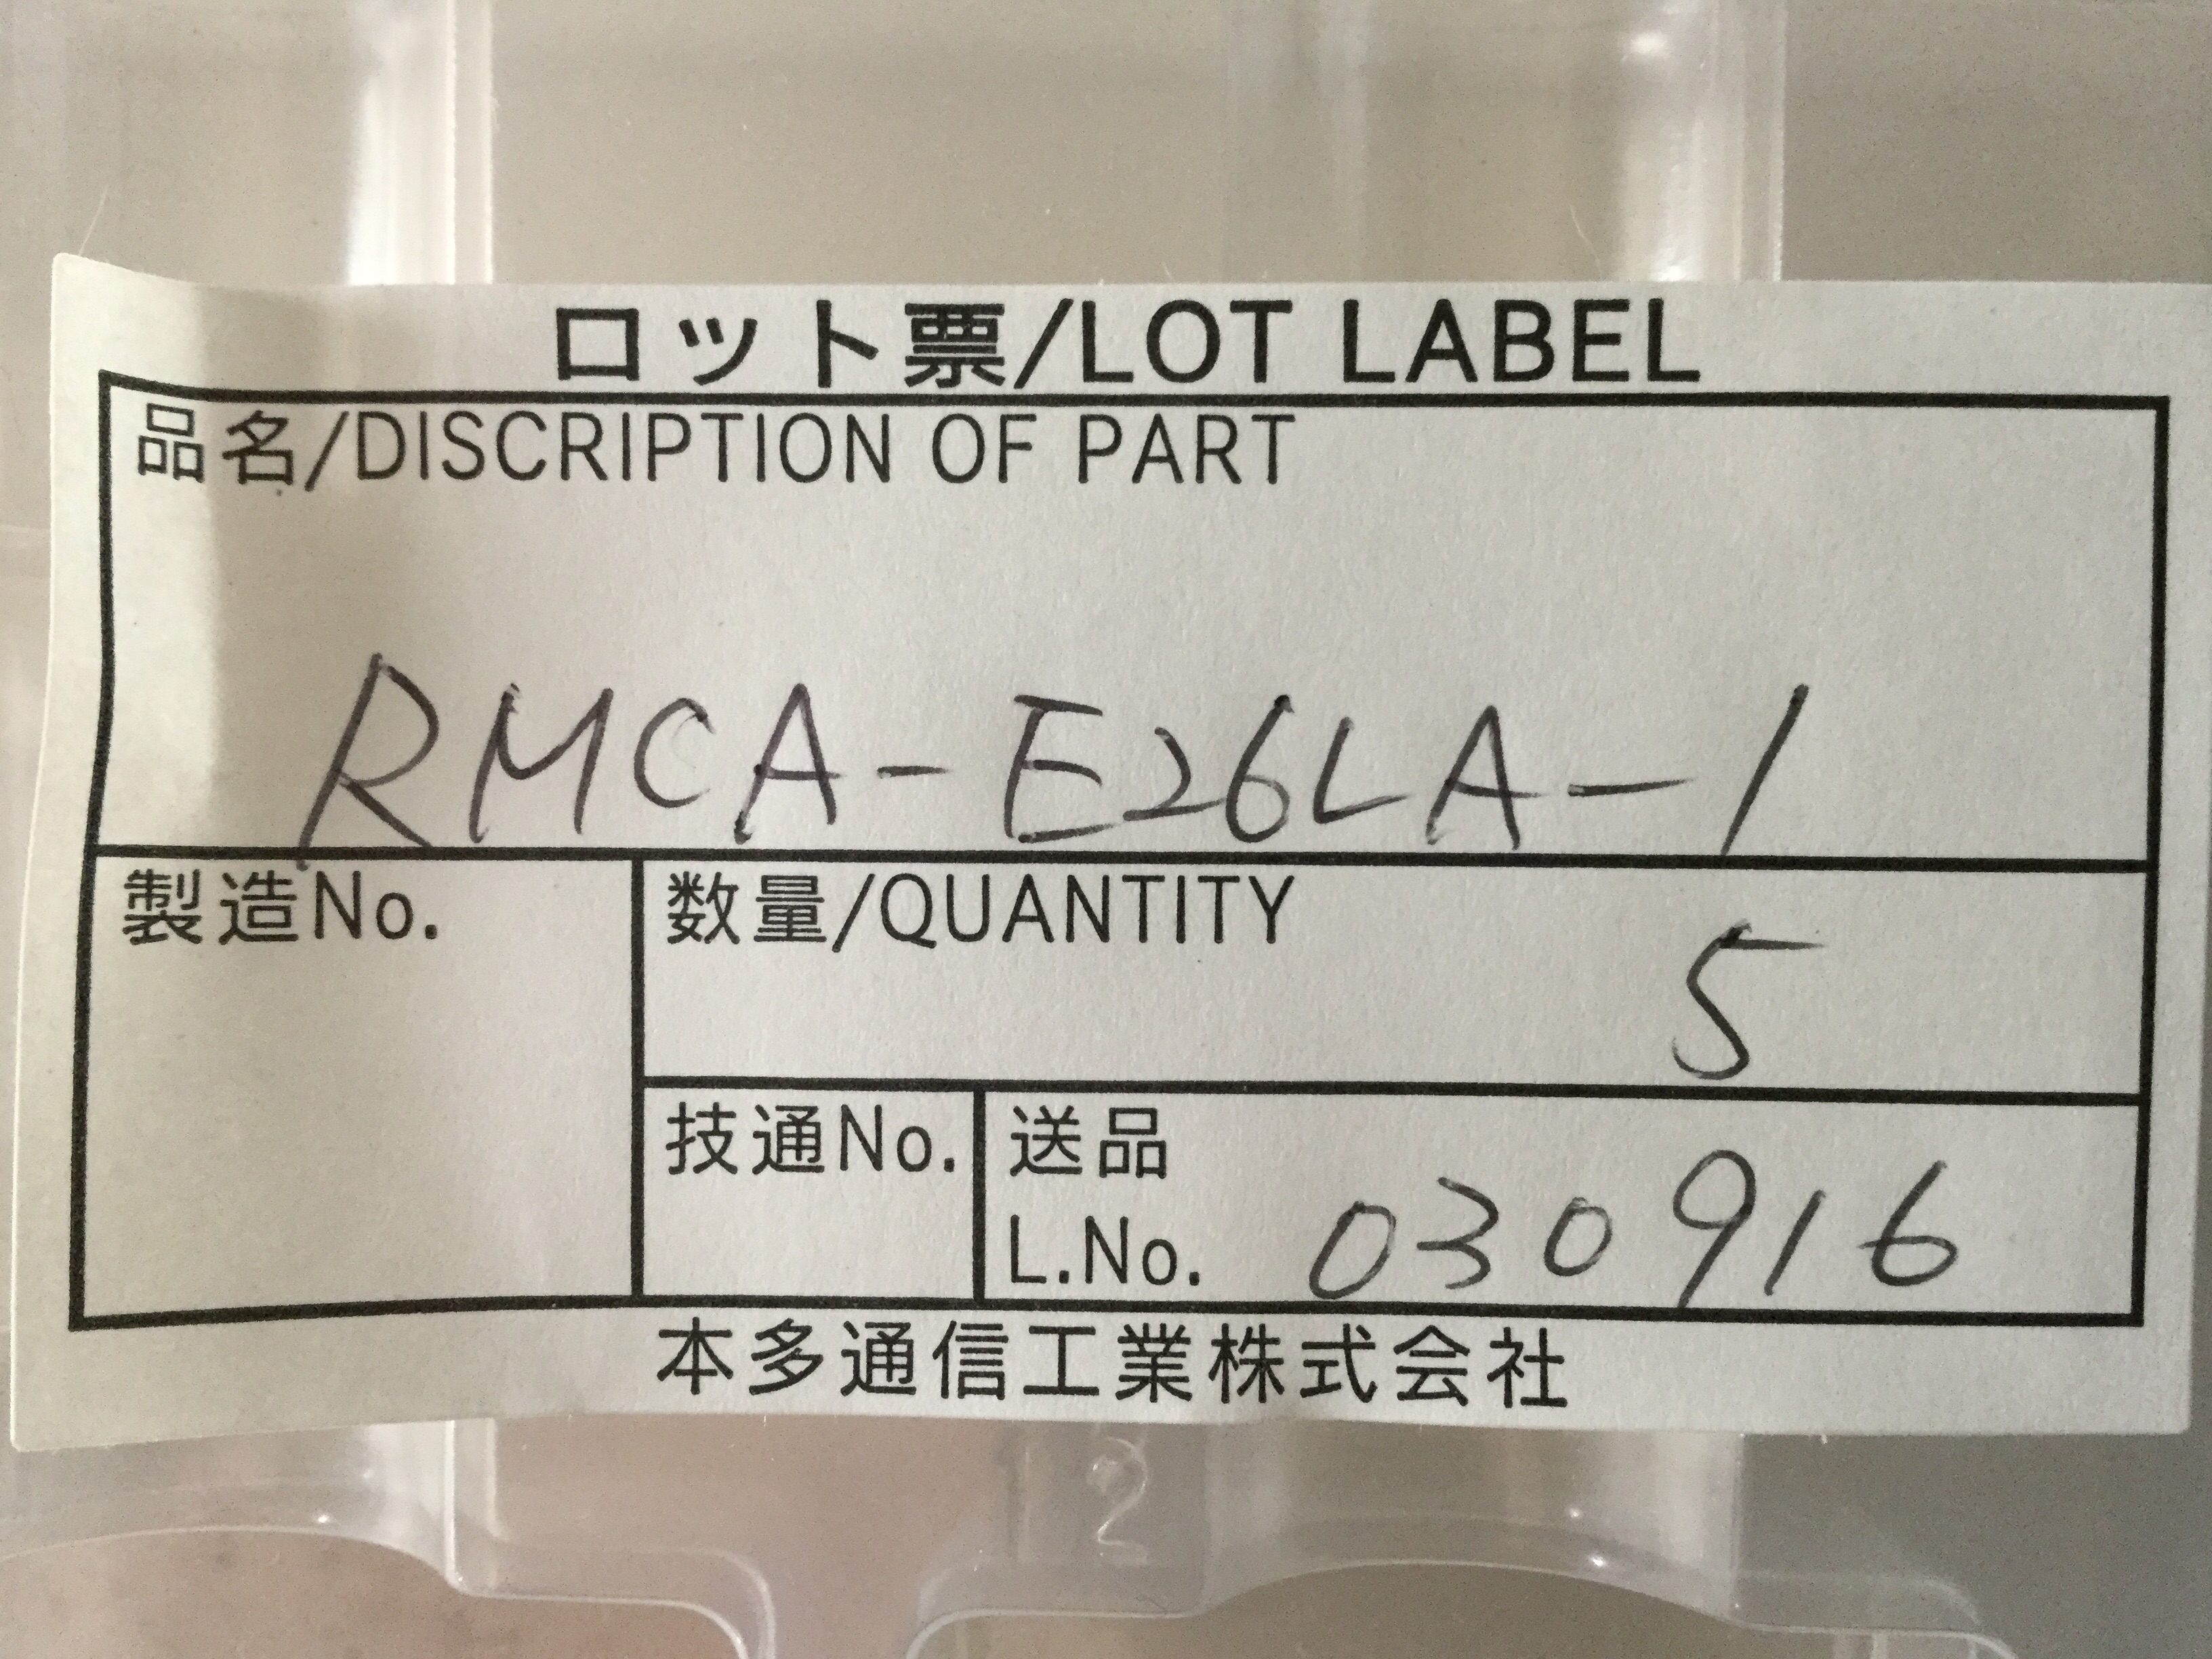 ロット票/LOT LABEL
品名/DISCRIPTION OF PART
RMCA-E26LA-1
製造No.
数量/QUANTITY
5
技通No.
送品
L.No. 030916
本多通信工業株式会社
2